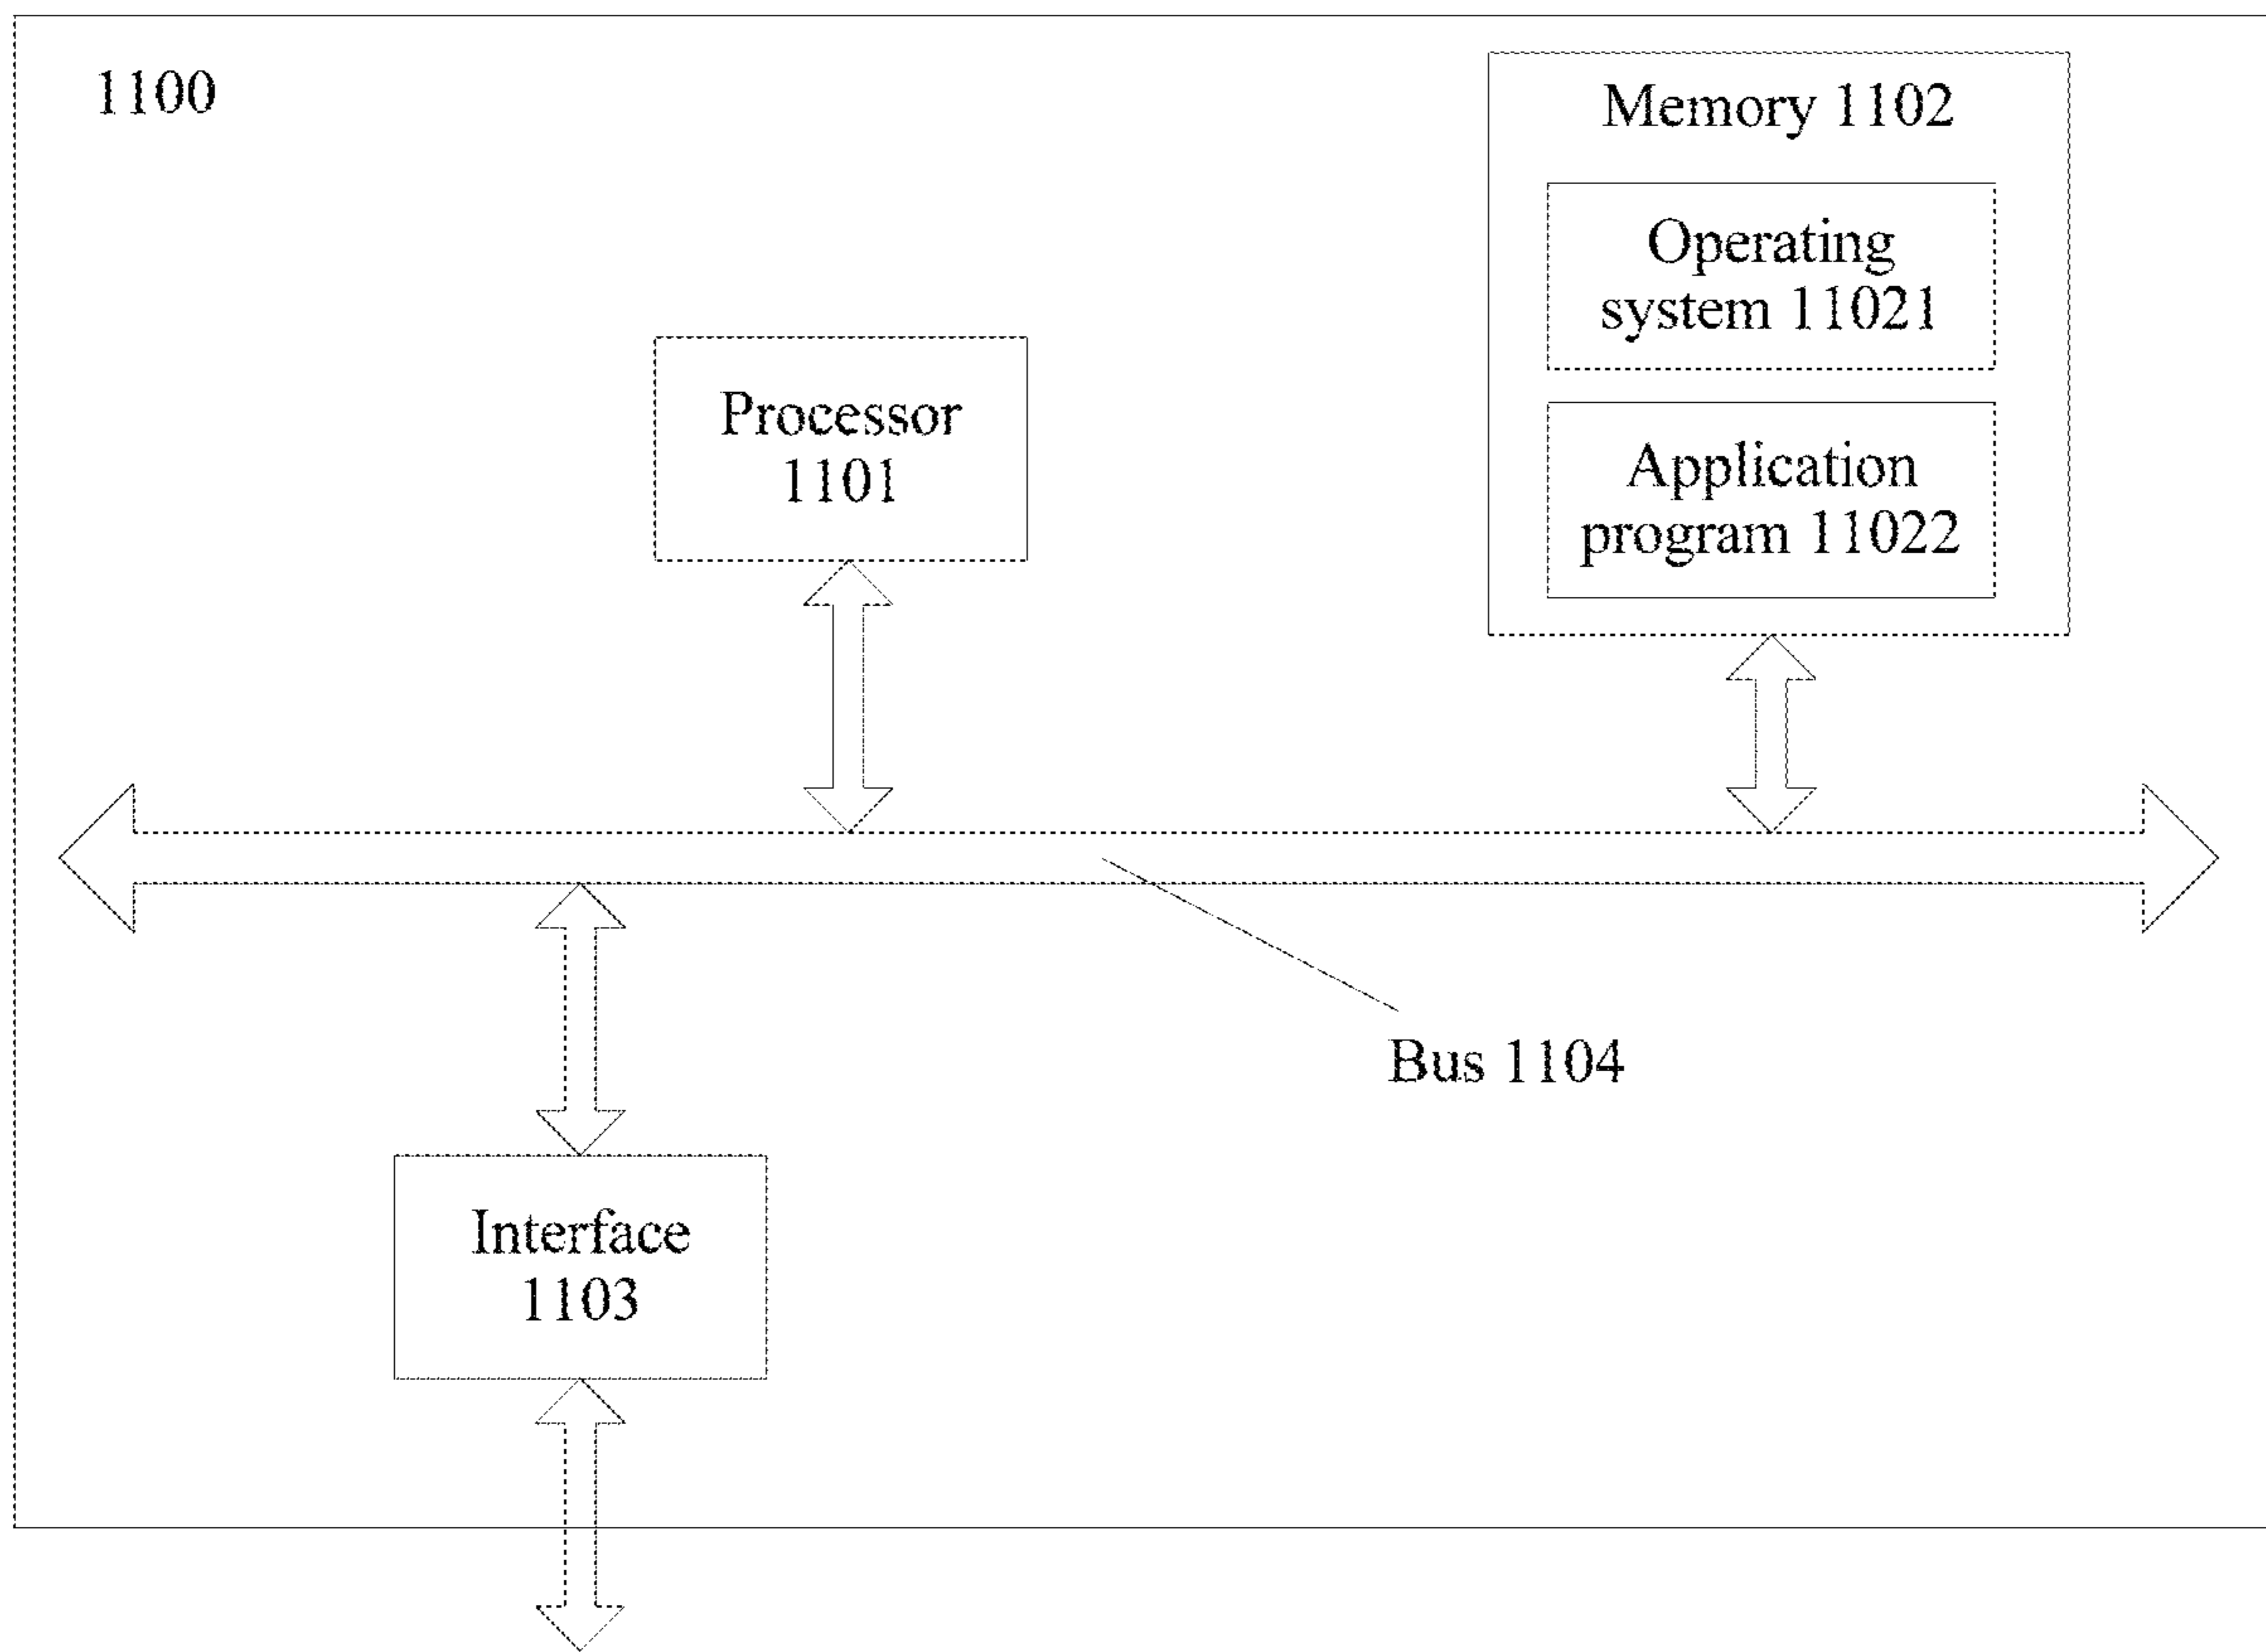 1100
Memory 1102
Operating
system 11021
Application
program 11022
Processor
1101
Bus 1104
Interface
1103